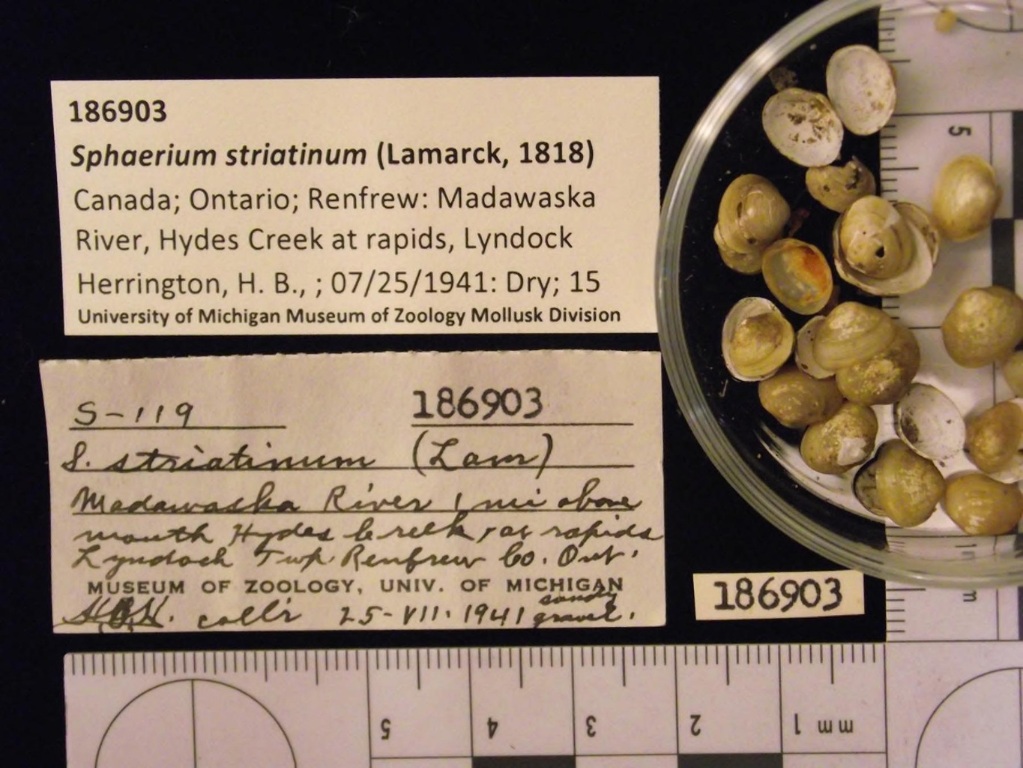 186903
Sphaerium striatinum (Lamarck, 1818)
Canada; Ontario; Renfrew: Madawaska
River, Hydes Creek at rapids, Lyndock
Herrington, H. B., ; 07/25/1941: Dry; 15
University of Michigan Museum of Zoology Mollusk Division
S-119 186903
S. striatinum (Lam)
Madawaska River 1 mi above
mouth Hydes Creek, at rapids
Lyndoch Twp Renfrew Co. Ont.
MUSEUM OF ZOOLOGY, UNIV. OF MICHIGAN
H.B.H. coll'r 25-VII-1941 sandy gravel.
186903
5 4 3 2 1 mm
5
m